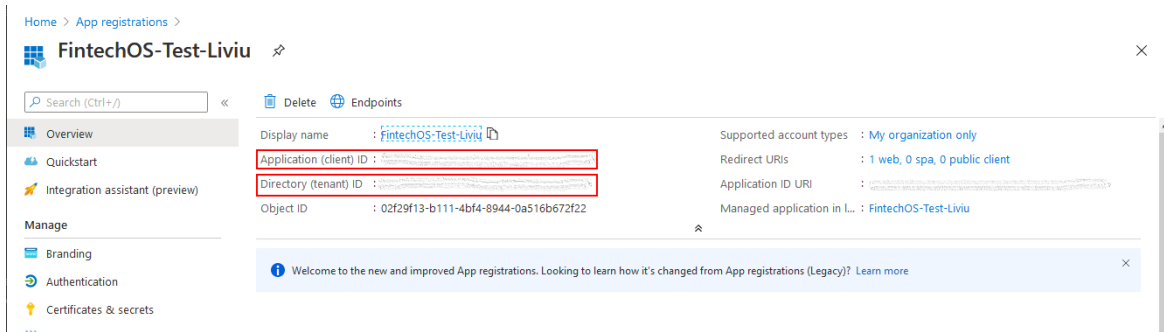 Home > App registrations >
FintechOS-Test-Liviu
Search (Ctrl+/)
«
Delete
Endpoints
Overview
Quickstart
Integration assistant (preview)
Manage
Branding
Authentication
Certificates & secrets
Display name : FintechOS-Test-Liviu
Application (client) ID :
Directory (tenant) ID :
Object ID : 02f29f13-b111-4bf4-8944-0a516b672f22
Supported account types : My organization only
Redirect URIs : 1 web, 0 spa, 0 public client
Application ID URI :
Managed application in l... : FintechOS-Test-Liviu
Welcome to the new and improved App registrations. Looking to learn how it's changed from App registrations (Legacy)? Learn more